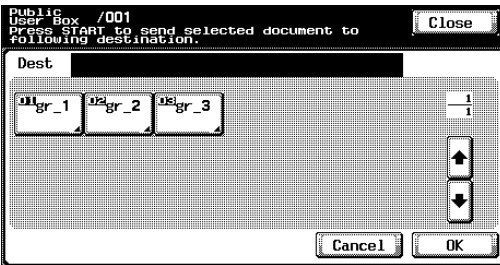 Public
User Box /001
Close
Press START to send selected document to
following destination.
Dest
01 gr_1 02 gr_2 03 gr_3
1
1
Cancel OK